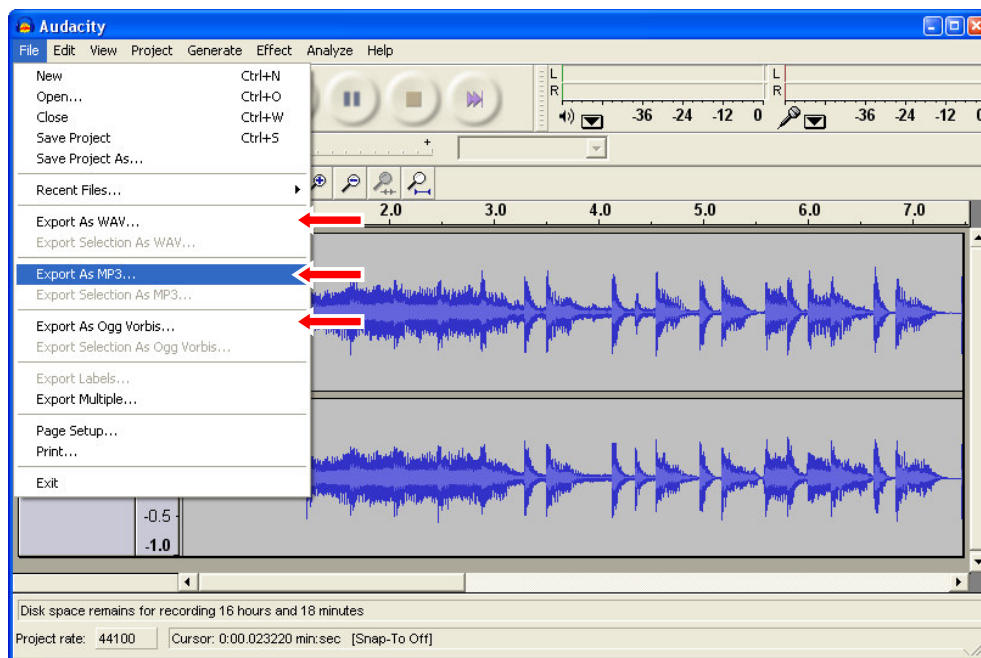 Audacity
File Edit View Project Generate Effect Analyze Help
New Ctrl+N
Open... Ctrl+O
Close Ctrl+W
Save Project Ctrl+S
Save Project As...
Recent Files...
Export As WAV...
Export Selection As WAV...
Export As MP3...
Export Selection As MP3...
Export As Ogg Vorbis...
Export Selection As Ogg Vorbis...
Export Labels...
Export Multiple...
Page Setup...
Print...
Exit
L
R
-36 -24 -12 0
L
R
-36 -24 -12 0
+
2.0 3.0 4.0 5.0 6.0 7.0
-0.5
-1.0
Disk space remains for recording 16 hours and 18 minutes
Project rate: 44100 Cursor: 0:00.023220 min:sec [Snap-To Off]